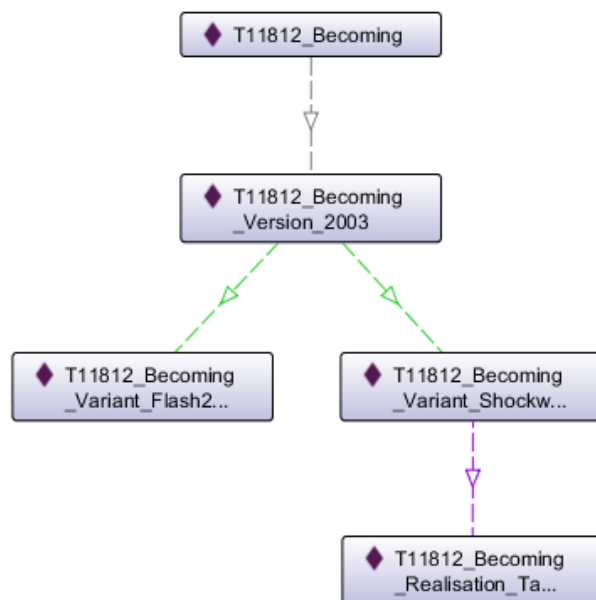 T11812_Becoming
T11812_Becoming
_Version_2003
T11812_Becoming
_Variant_Flash2...
T11812_Becoming
_Variant_Shockw...
T11812_Becoming
_Realisation_Ta...